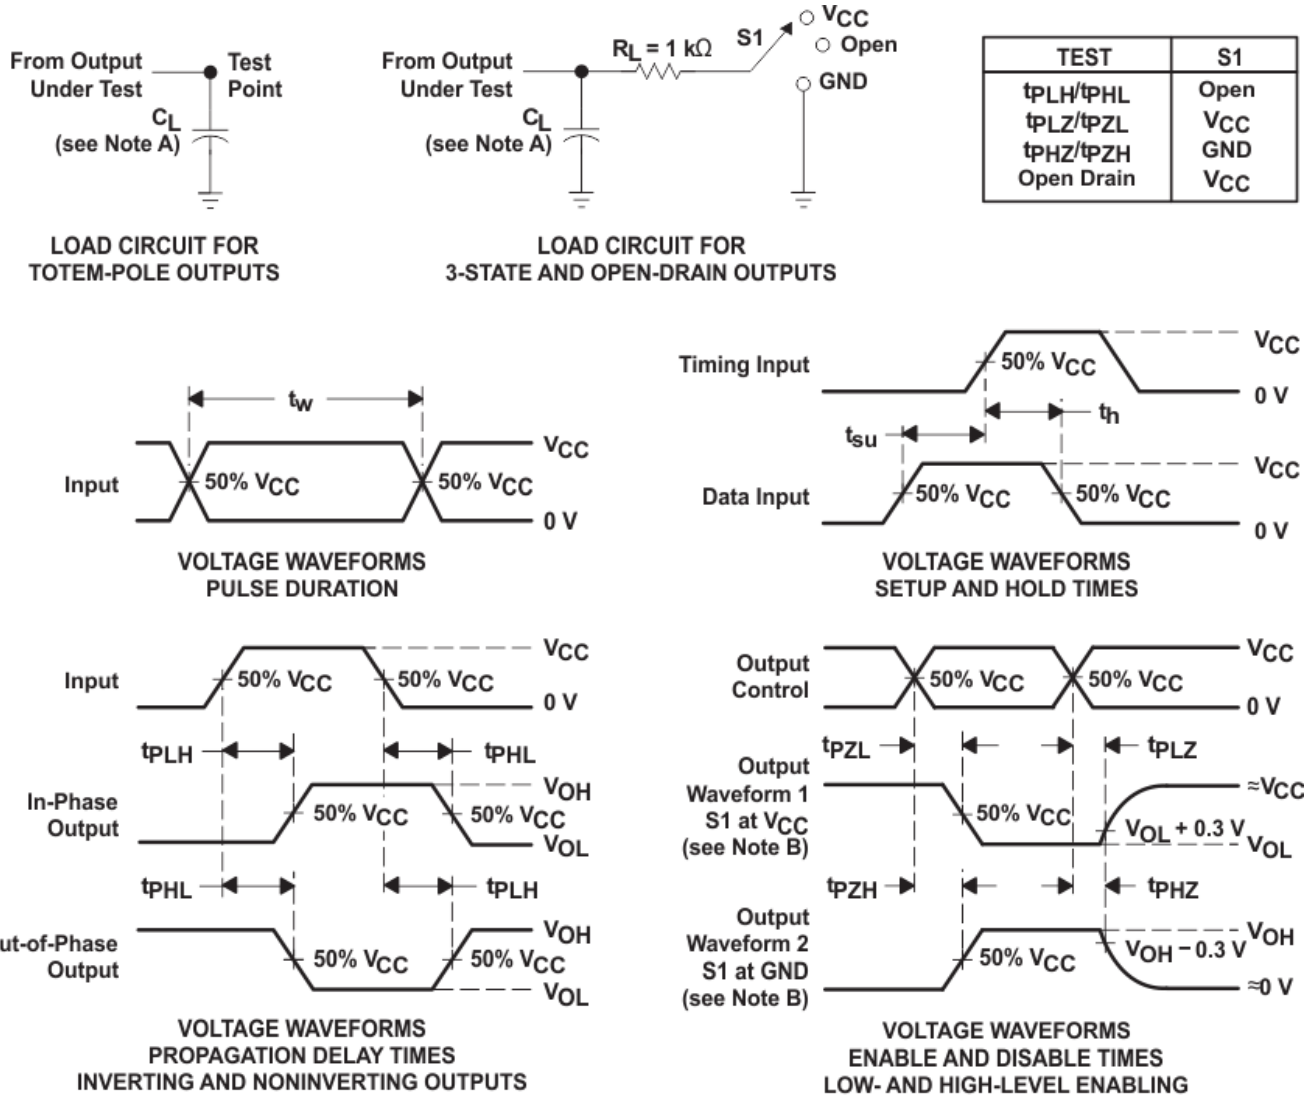 From Output
Under Test
Test
Point
CL
(see Note A)
LOAD CIRCUIT FOR
TOTEM-POLE OUTPUTS
From Output
Under Test
RL = 1 kΩ
S1
VCC
Open
GND
CL
(see Note A)
LOAD CIRCUIT FOR
3-STATE AND OPEN-DRAIN OUTPUTS
TEST S1
tPLH/tPHL Open
tPLZ/tPZL VCC
tPHZ/tPZH GND
Open Drain VCC
tw
Input
50% VCC
50% VCC
VCC
0 V
VOLTAGE WAVEFORMS
PULSE DURATION
Timing Input
50% VCC
VCC
0 V
tsu
th
Data Input
50% VCC
50% VCC
VCC
0 V
VOLTAGE WAVEFORMS
SETUP AND HOLD TIMES
Input
50% VCC
50% VCC
VCC
0 V
tPLH
tPHL
In-Phase
Output
50% VCC
50% VCC
VOH
VOL
tPHL
tPLH
ut-of-Phase
Output
50% VCC
50% VCC
VOH
VOL
VOLTAGE WAVEFORMS
PROPAGATION DELAY TIMES
INVERTING AND NONINVERTING OUTPUTS
Output
Control
50% VCC
50% VCC
VCC
0 V
tPZL
tPLZ
Output
Waveform 1
S1 at VCC
(see Note B)
50% VCC
VOL + 0.3 V
≈VCC
VOL
tPZH
tPHZ
Output
Waveform 2
S1 at GND
(see Note B)
50% VCC
VOH − 0.3 V
VOH
≈0 V
VOLTAGE WAVEFORMS
ENABLE AND DISABLE TIMES
LOW- AND HIGH-LEVEL ENABLING